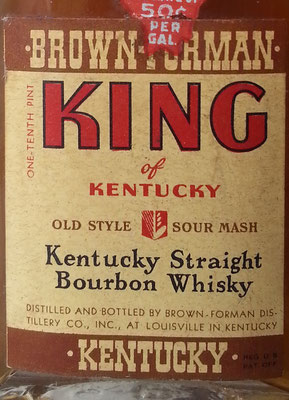 50¢
PER
GAL.
·BROWN-FORMAN·
ONE-TENTH PINT
KING
of
KENTUCKY
OLD STYLE SOUR MASH
Kentucky Straight
Bourbon Whisky
DISTILLED AND BOTTLED BY BROWN-FORMAN DIS-
TILLERY CO., INC., AT LOUISVILLE IN KENTUCKY
·KENTUCKY·
REG. U S
PAT. OFF.